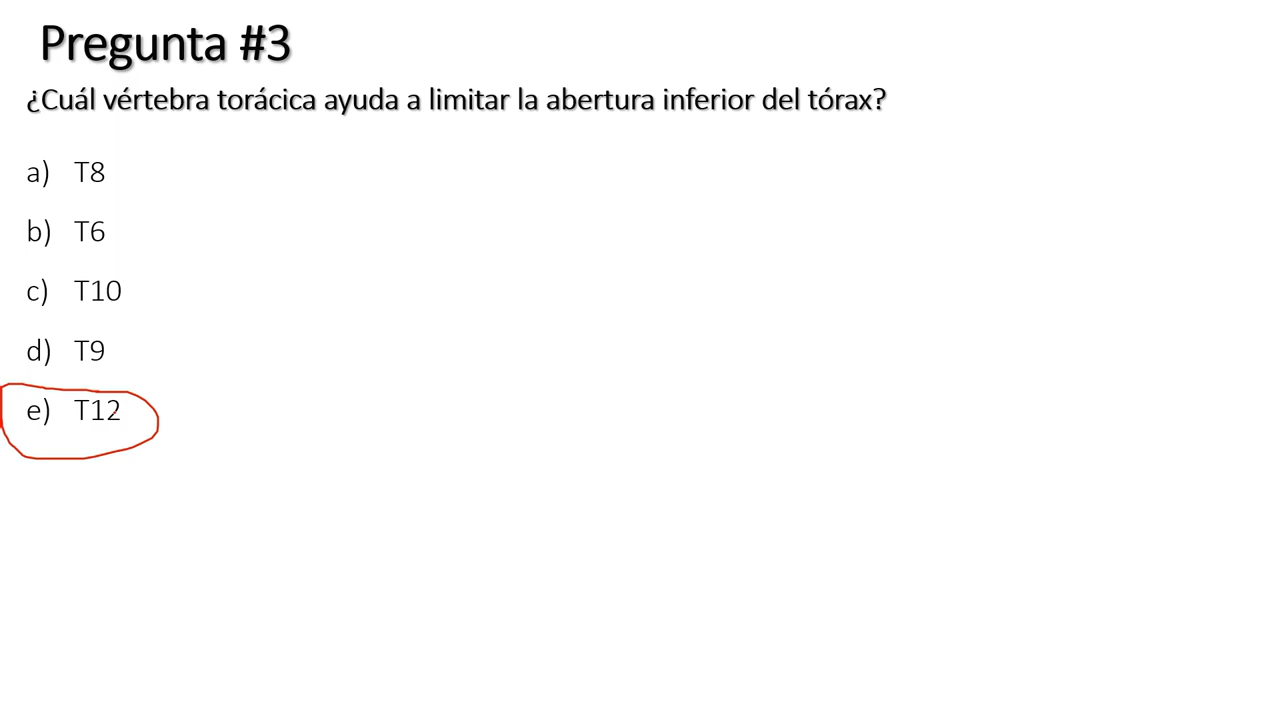 Pregunta #3
¿Cuál vértebra torácica ayuda a limitar la abertura inferior del tórax?
a) T8
b) T6
c) T10
d) T9
e) T12